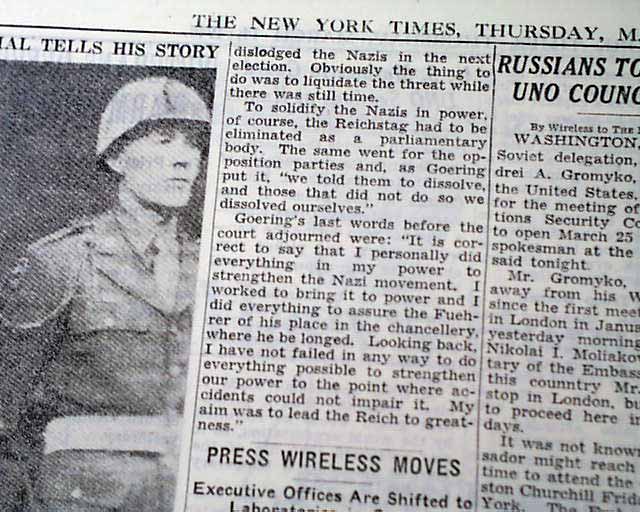 THE NEW YORK TIMES, THURSDAY,
TELLS HIS STORY
dislodged the Nazis in the next
election. Obviously the thing to
do was to liquidate the threat while
there was still time.
To solidify the Nazis in power,
of course, the Reichstag had to be
eliminated as a parliamentary
body. The same went for the op-
position parties and, as Goering
put it, "we told them to dissolve,
and those that did not do so we
dissolved ourselves."
Goering's last words before the
court adjourned were: "It is cor-
rect to say that I personally did
everything in my power to
strengthen the Nazi movement. I
worked to bring it to power and I
did everything to assure the Fueh-
rer of his place in the chancellery,
where he be longed. Looking back,
I have not failed in any way to do
everything possible to strengthen
our power to the point where ac-
cidents could not impair it. My
aim was to lead the Reich to great-
ness."
PRESS WIRELESS MOVES
Executive Offices Are Shifted to
RUSSIANS TO
UNO COUNC
By Wireless to THE
WASHINGTON,
Soviet delegation,
drei A. Gromyko,
the United States,
for the meeting of
tions Security Co
to open March 25
spokesman at the
said tonight.
Mr. Gromyko,
away from his W
since the first meet
in London in Janu
yesterday morning
Nikolai I. Moliako
tary of the Embass
this counntry Mr.
stop in London, bu
to proceed here in
days.
It was not known
sador might reach
time to attend the
ston Churchill Frid
York.